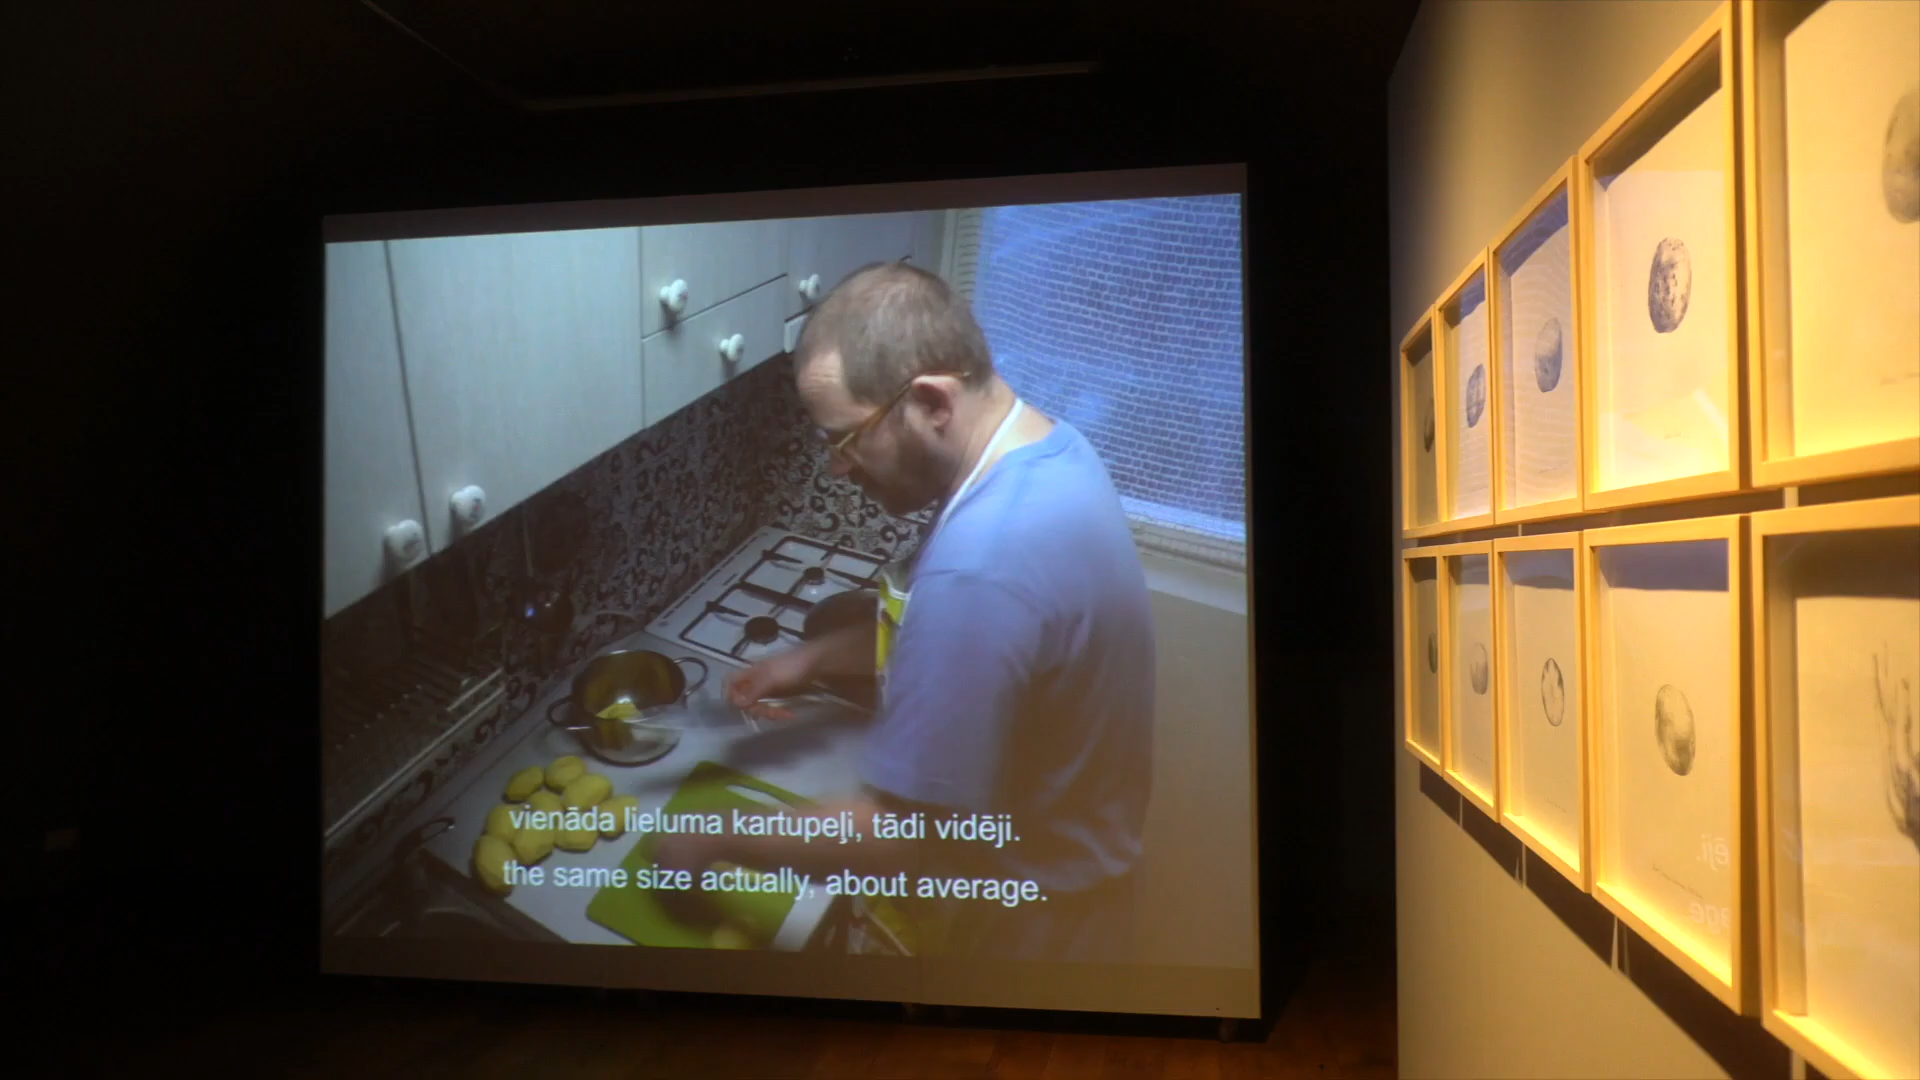 vienāda lieluma kartupeļi, tādi vidēji.
the same size actually, about average.